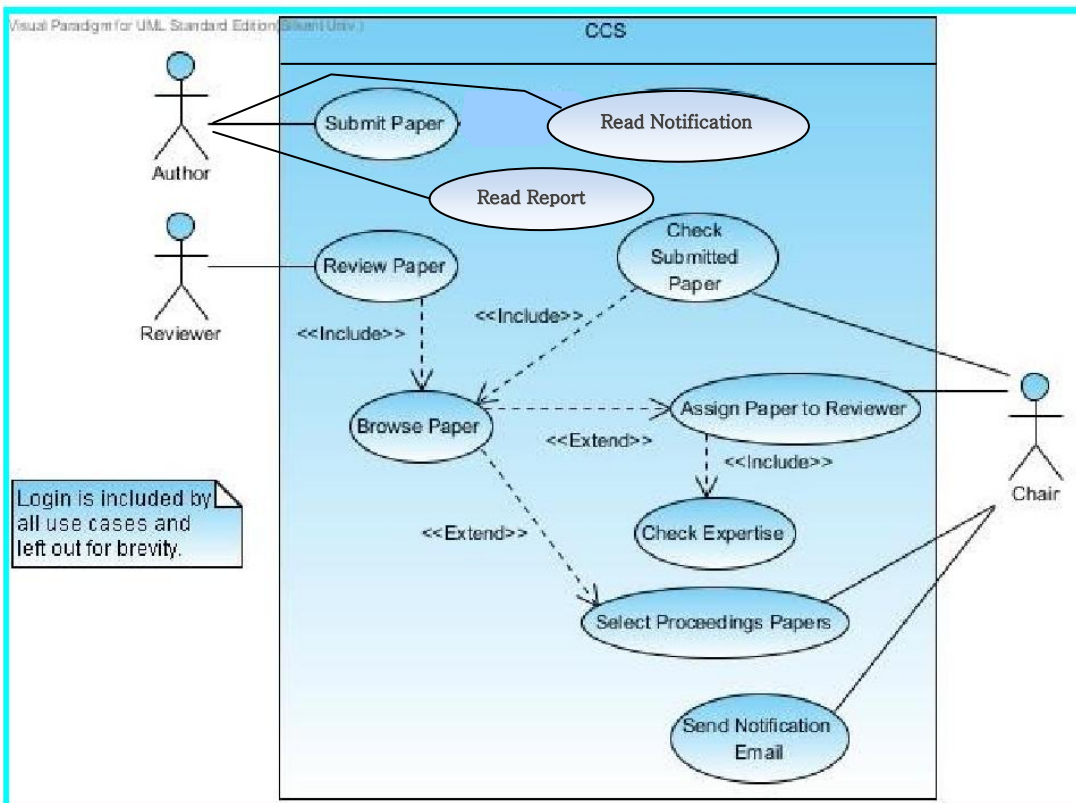 Visual Paradigm for UML Standard Edition(Bilkent Univ.)
CCS
Submit Paper
Read Notification
Author
Read Report
Check
Submitted
Paper
Review Paper
Reviewer
<<Include>>
<<Include>>
Browse Paper
Assign Paper to Reviewer
<<Extend>>
<<Include>>
Chair
Login is included by
all use cases and
left out for brevity.
<<Extend>>
Check Expertise
Select Proceedings Papers
Send Notification
Email